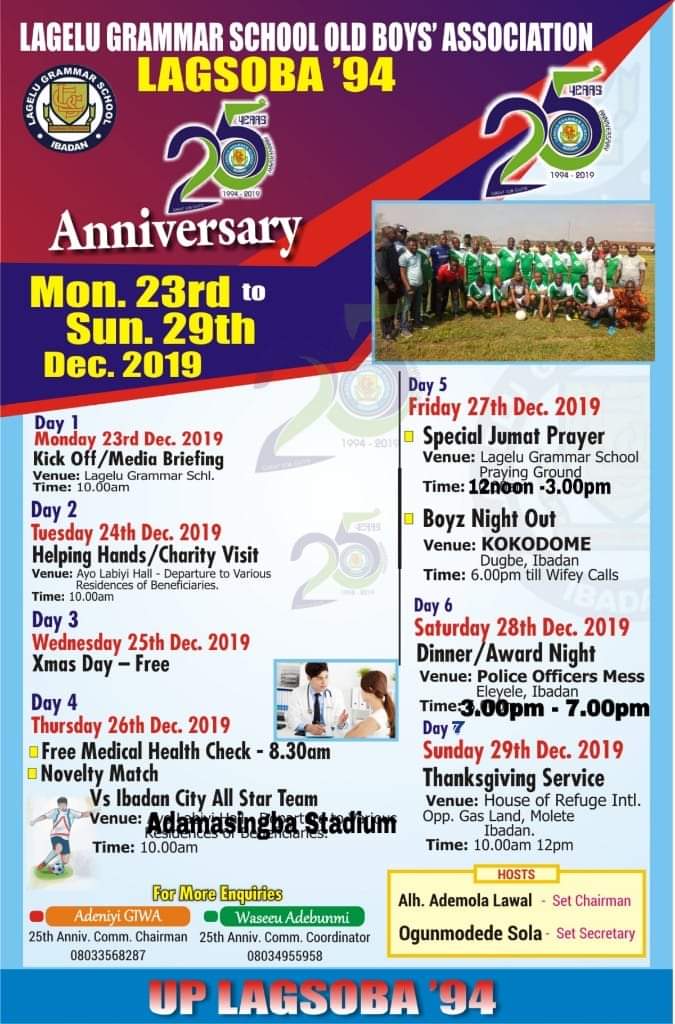 LAGELU GRAMMAR SCHOOL OLD BOYS' ASSOCIATION
LAGSOBA '94
LAGELU GRAMMAR SCHOOL
IBADAN
25 YEARS
ANNIVERSARY
1994 - 2019
25 YEARS
ANNIVERSARY
1994 - 2019
Anniversary
Mon. 23rd to
Sun. 29th
Dec. 2019
Day 1
Monday 23rd Dec. 2019
Kick Off/Media Briefing
Venue: Lagelu Grammar Schl.
Time: 10.00am
Day 2
Tuesday 24th Dec. 2019
Helping Hands/Charity Visit
Venue: Ayo Labiyi Hall - Departure to Various
Residences of Beneficiaries.
Time: 10.00am
Day 3
Wednesday 25th Dec. 2019
Xmas Day – Free
Day 4
Thursday 26th Dec. 2019
Free Medical Health Check - 8.30am
Novelty Match
Vs Ibadan City All Star Team
Venue: Adamasingba Stadium
Residences of Beneficiaries.
Time: 10.00am
Day 5
Friday 27th Dec. 2019
Special Jumat Prayer
Venue: Lagelu Grammar School
Praying Ground
Time: 12noon -3.00pm
Boyz Night Out
Venue: KOKODOME
Dugbe, Ibadan
Time: 6.00pm till Wifey Calls
Day 6
Saturday 28th Dec. 2019
Dinner/Award Night
Venue: Police Officers Mess
Eleyele, Ibadan
Time: 3.00pm - 7.00pm
Day 7
Sunday 29th Dec. 2019
Thanksgiving Service
Venue: House of Refuge Intl.
Opp. Gas Land, Molete
Ibadan.
Time: 10.00am 12pm
For More Enquiries
Adeniyi GIWA
25th Anniv. Comm. Chairman
08033568287
Waseeu Adebunmi
25th Anniv. Comm. Coordinator
08034955958
HOSTS
Alh. Ademola Lawal - Set Chairman
Ogunmodede Sola - Set Secretary
UP LAGSOBA '94